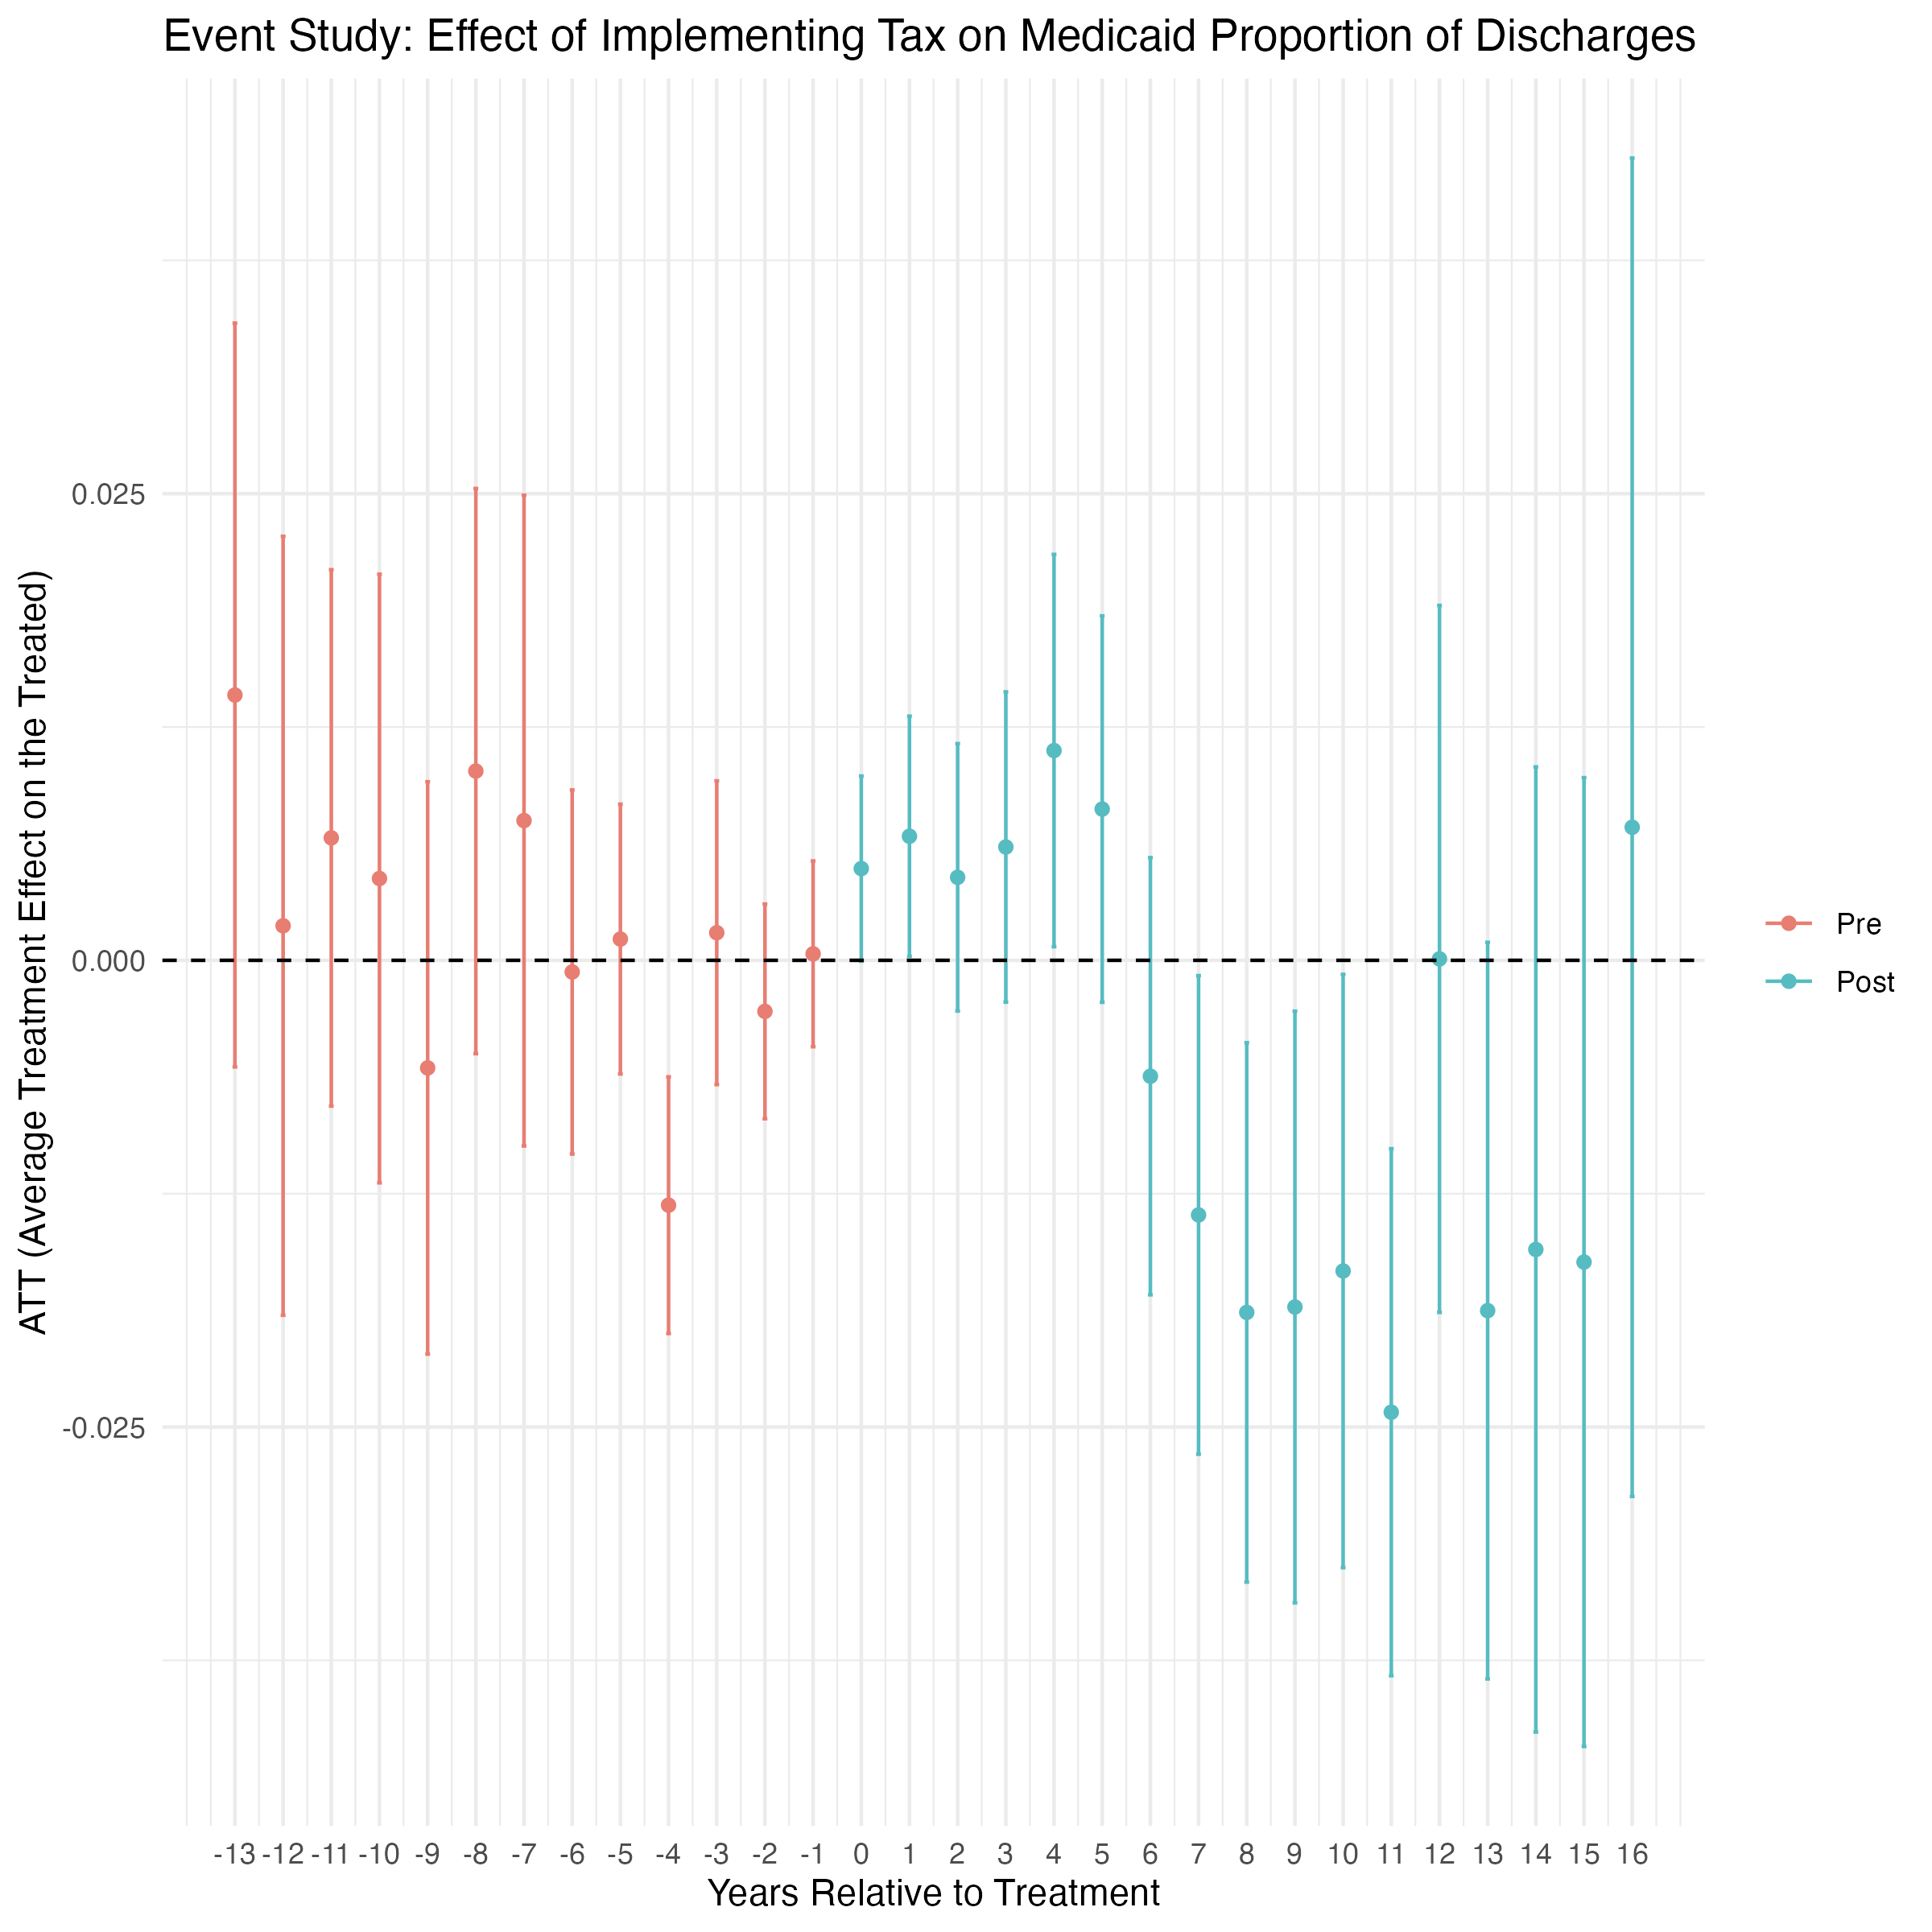 Event Study: Effect of Implementing Tax on Medicaid Proportion of Discharges
ATT (Average Treatment Effect on the Treated)
0.025
0.000
-0.025
Pre
Post
-13 -12 -11 -10 -9 -8 -7 -6 -5 -4 -3 -2 -1 0 1 2 3 4 5 6 7 8 9 10 11 12 13 14 15 16
Years Relative to Treatment